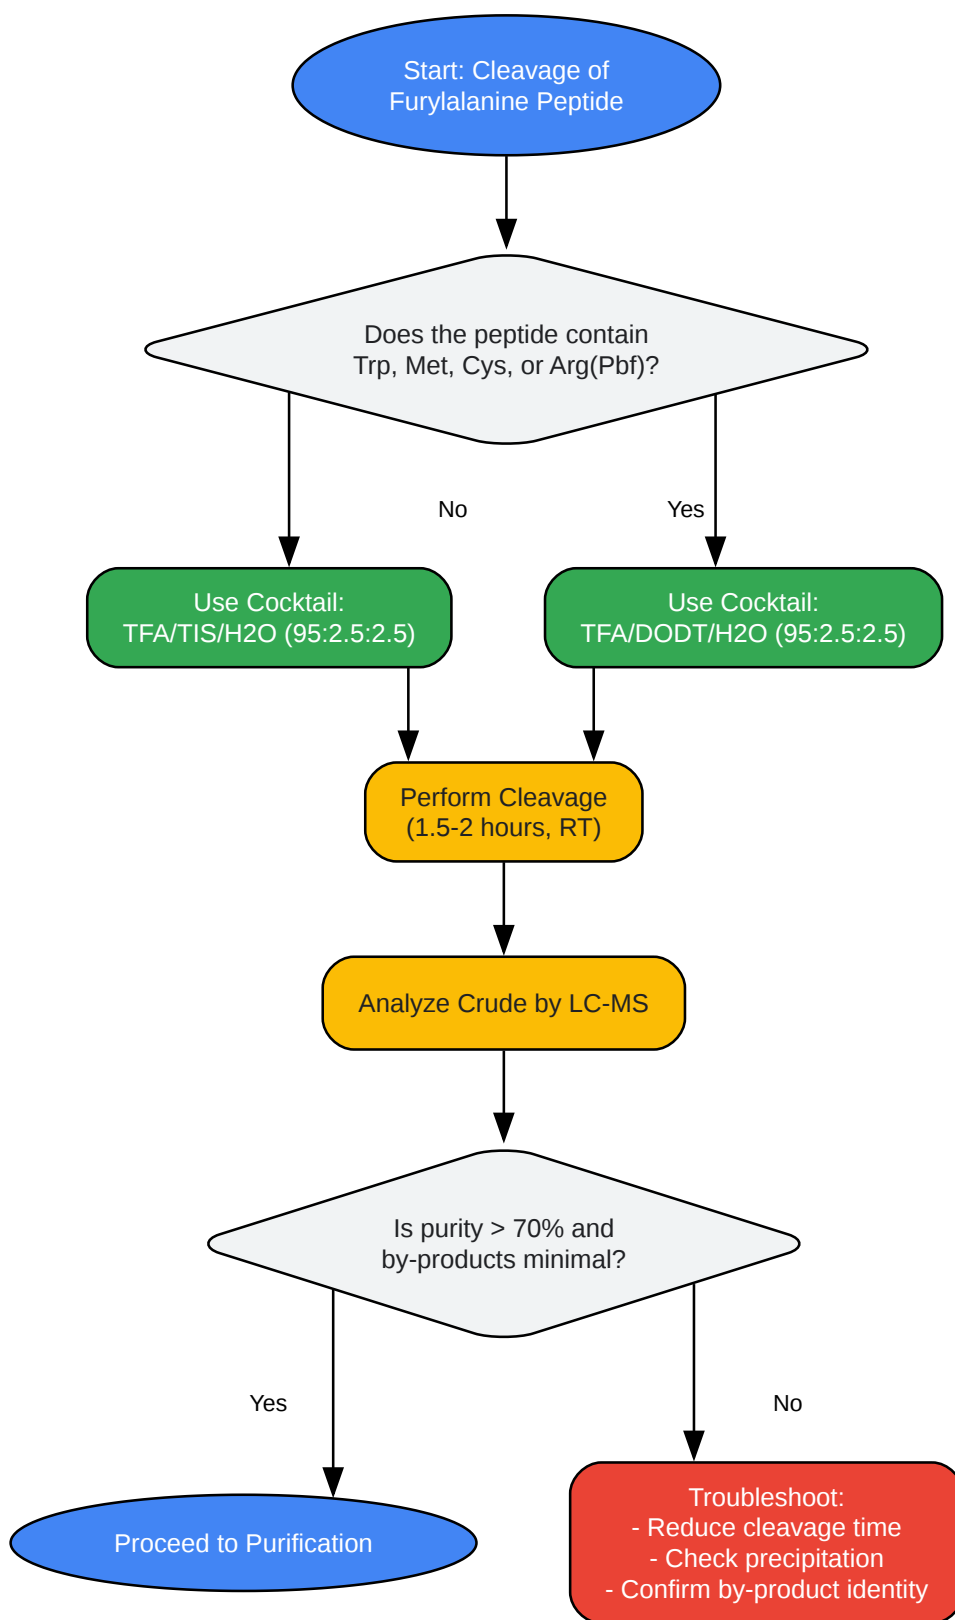 Start: Cleavage of
Furylalanine Peptide
Does the peptide contain
Trp, Met, Cys, or Arg(Pbf)?
No
Yes
Use Cocktail:
TFA/TIS/H2O (95:2.5:2.5)
Use Cocktail:
TFA/DODT/H2O (95:2.5:2.5)
Perform Cleavage
(1.5-2 hours, RT)
Analyze Crude by LC-MS
Is purity > 70% and
by-products minimal?
Yes
No
Proceed to Purification
Troubleshoot:
- Reduce cleavage time
- Check precipitation
- Confirm by-product identity